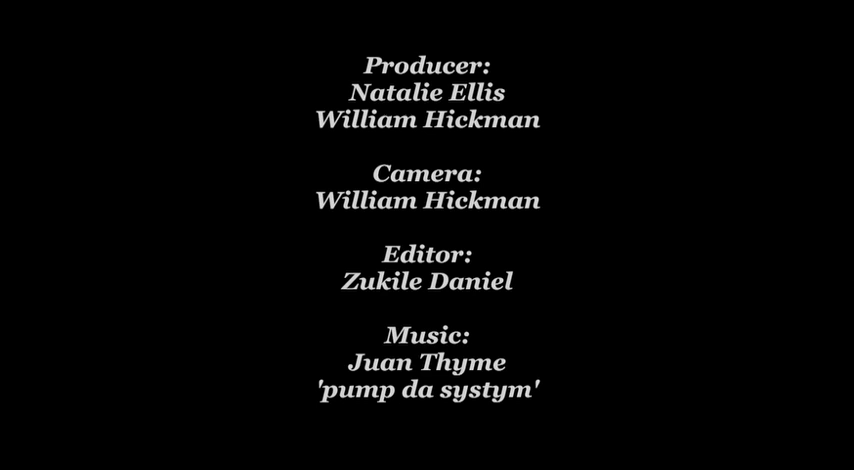 Producer:
Natalie Ellis
William Hickman
Camera:
William Hickman
Editor:
Zukile Daniel
Music:
Juan Thyme
'pump da systym'